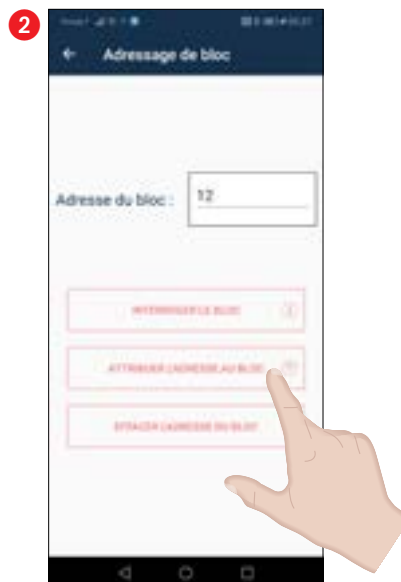 2
Adressage de bloc
Adresse du bloc : 12
INTERROGER LE BLOC
ATTRIBUER L'ADRESSE AU BLOC
EFFACER L'ADRESSE DU BLOC